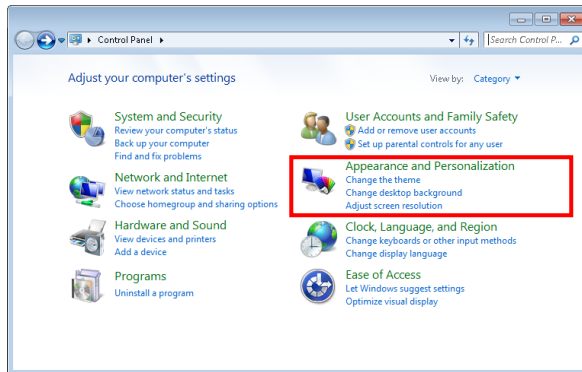 Control Panel
Search Control P...
Adjust your computer's settings
View by: Category
System and Security
Review your computer's status
Back up your computer
Find and fix problems
Network and Internet
View network status and tasks
Choose homegroup and sharing options
Hardware and Sound
View devices and printers
Add a device
Programs
Uninstall a program
User Accounts and Family Safety
Add or remove user accounts
Set up parental controls for any user
Appearance and Personalization
Change the theme
Change desktop background
Adjust screen resolution
Clock, Language, and Region
Change keyboards or other input methods
Change display language
Ease of Access
Let Windows suggest settings
Optimize visual display